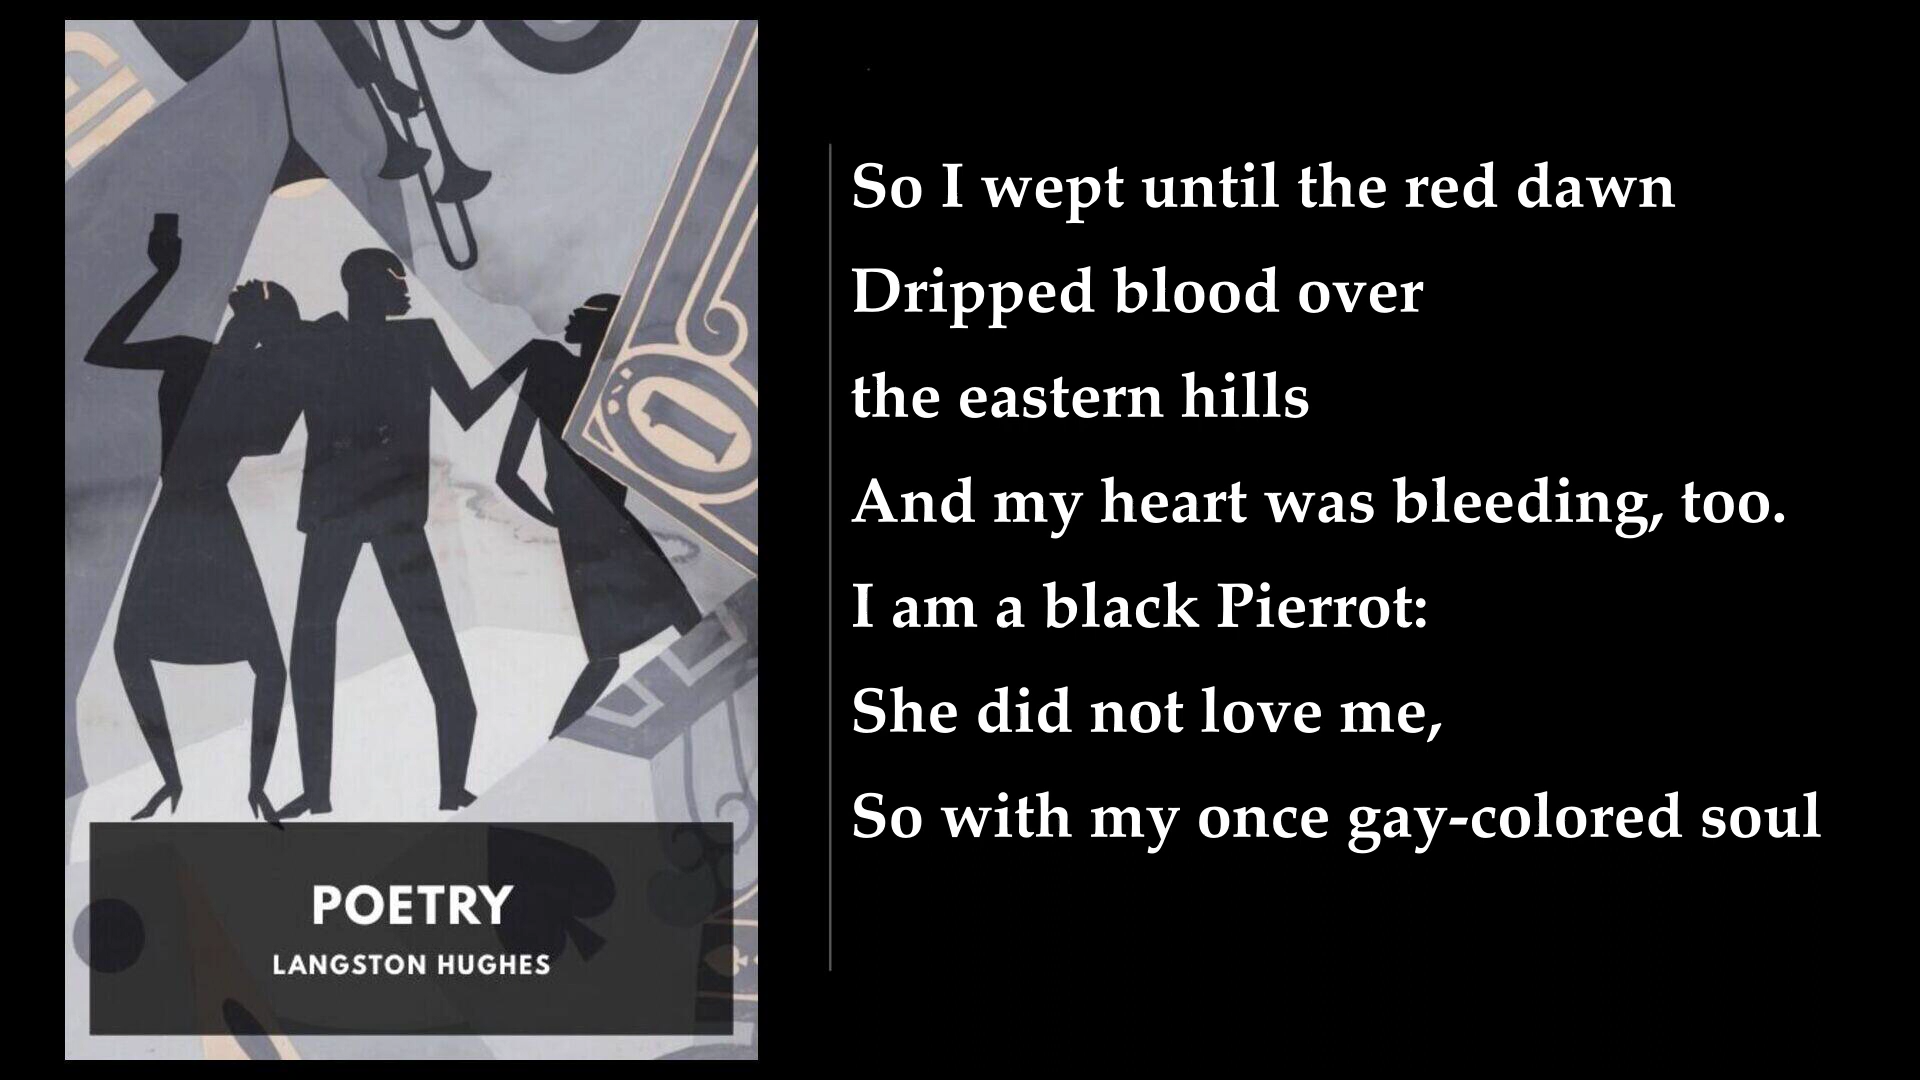 So I wept until the red dawn
Dripped blood over
the eastern hills
And my heart was bleeding, too.
I am a black Pierrot:
She did not love me,
So with my once gay-colored soul
1
POETRY
LANGSTON HUGHES